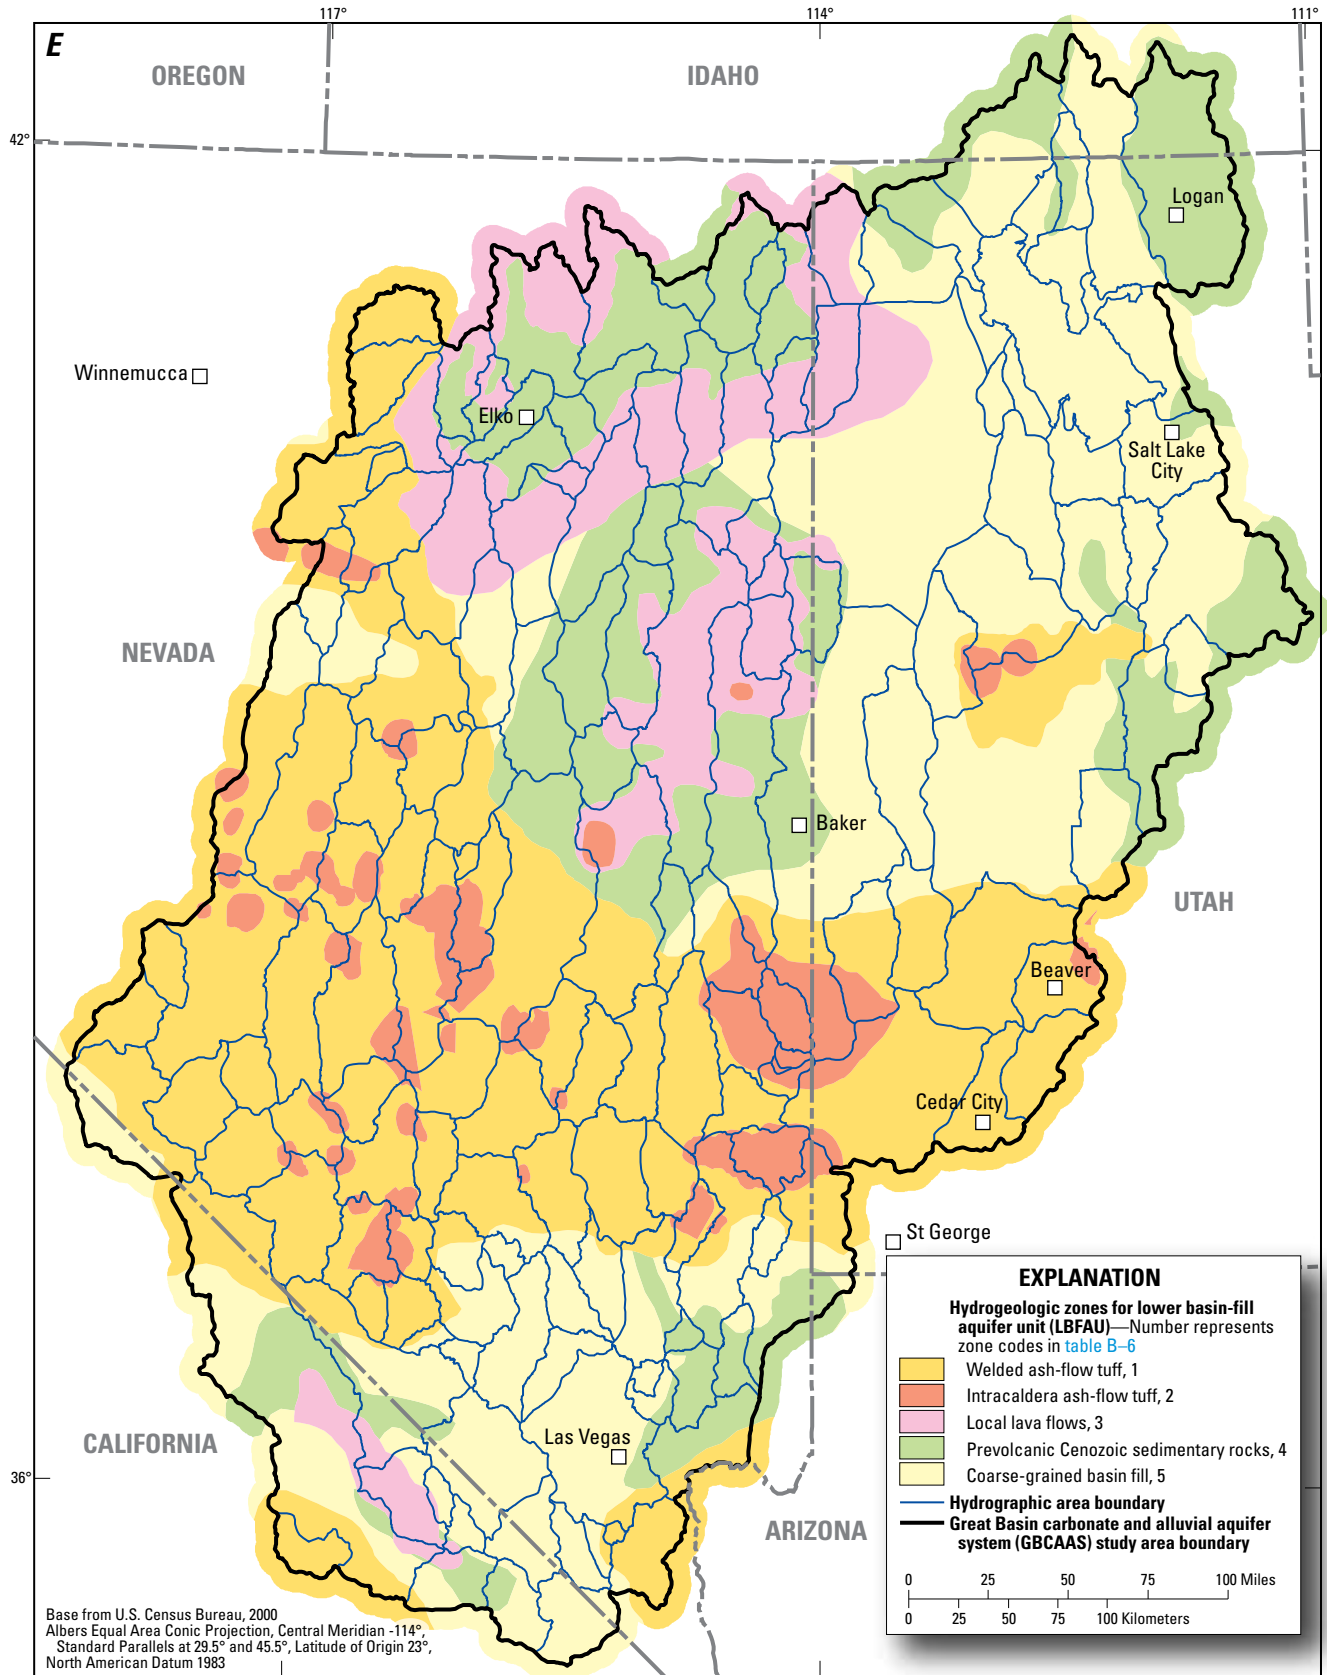 117°
114°
111°
E
OREGON
IDAHO
42°
Logan
Winnemucca
Elko
Salt Lake
City
NEVADA
Baker
UTAH
Beaver
Cedar City
St George
CALIFORNIA
Las Vegas
36°
ARIZONA
EXPLANATION
Hydrogeologic zones for lower basin-fill
aquifer unit (LBFAU)—Number represents
zone codes in table B–6
Welded ash-flow tuff, 1
Intracaldera ash-flow tuff, 2
Local lava flows, 3
Prevolcanic Cenozoic sedimentary rocks, 4
Coarse-grained basin fill, 5
Hydrographic area boundary
Great Basin carbonate and alluvial aquifer
system (GBCAAS) study area boundary
0 25 50 75 100 Miles
0 25 50 75 100 Kilometers
Base from U.S. Census Bureau, 2000
Albers Equal Area Conic Projection, Central Meridian -114°,
Standard Parallels at 29.5° and 45.5°, Latitude of Origin 23°,
North American Datum 1983